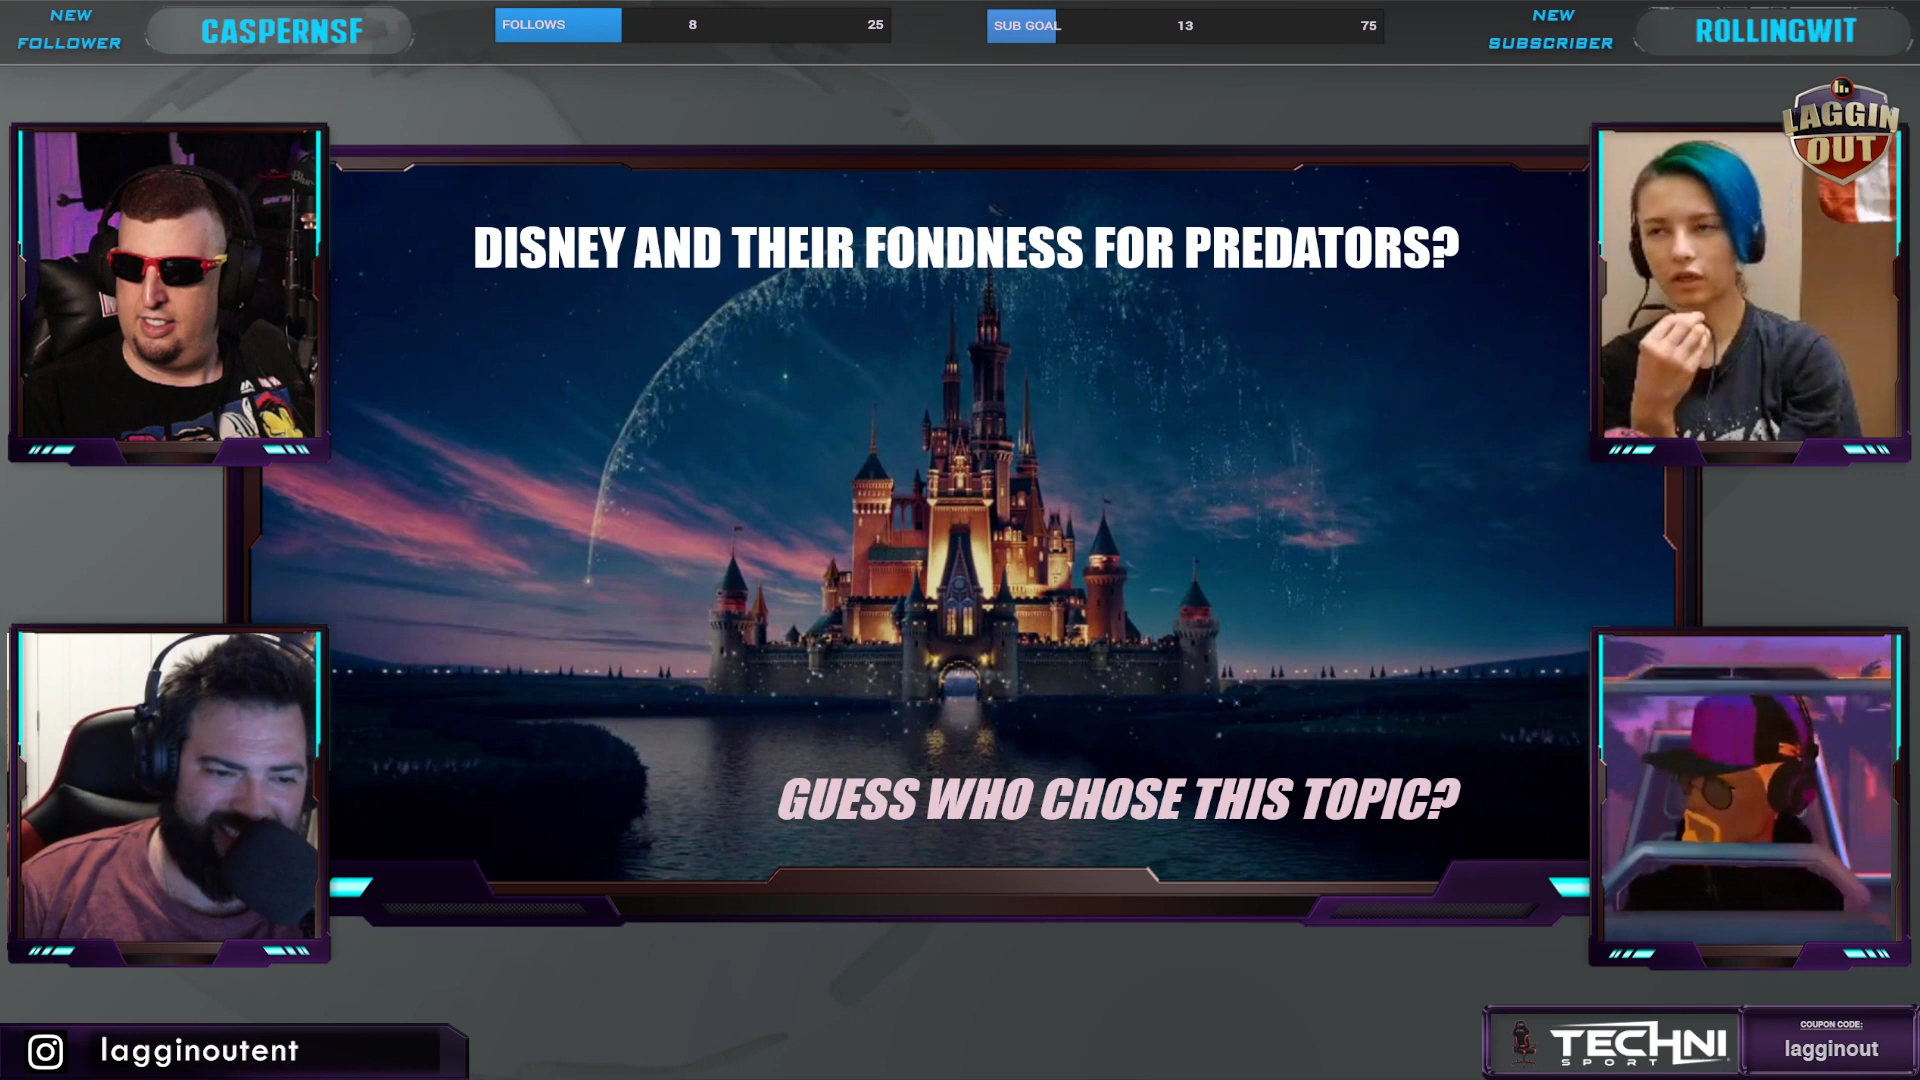 NEW
FOLLOWER
CASPERNSF
FOLLOWS 8 25
SUB GOAL 13 75
NEW
SUBSCRIBER
ROLLINGWIT
LAGGIN
OUT
DISNEY AND THEIR FONDNESS FOR PREDATORS?
GUESS WHO CHOSE THIS TOPIC?
lagginoutent
TECHNI
SPORT
COUPON CODE:
lagginout